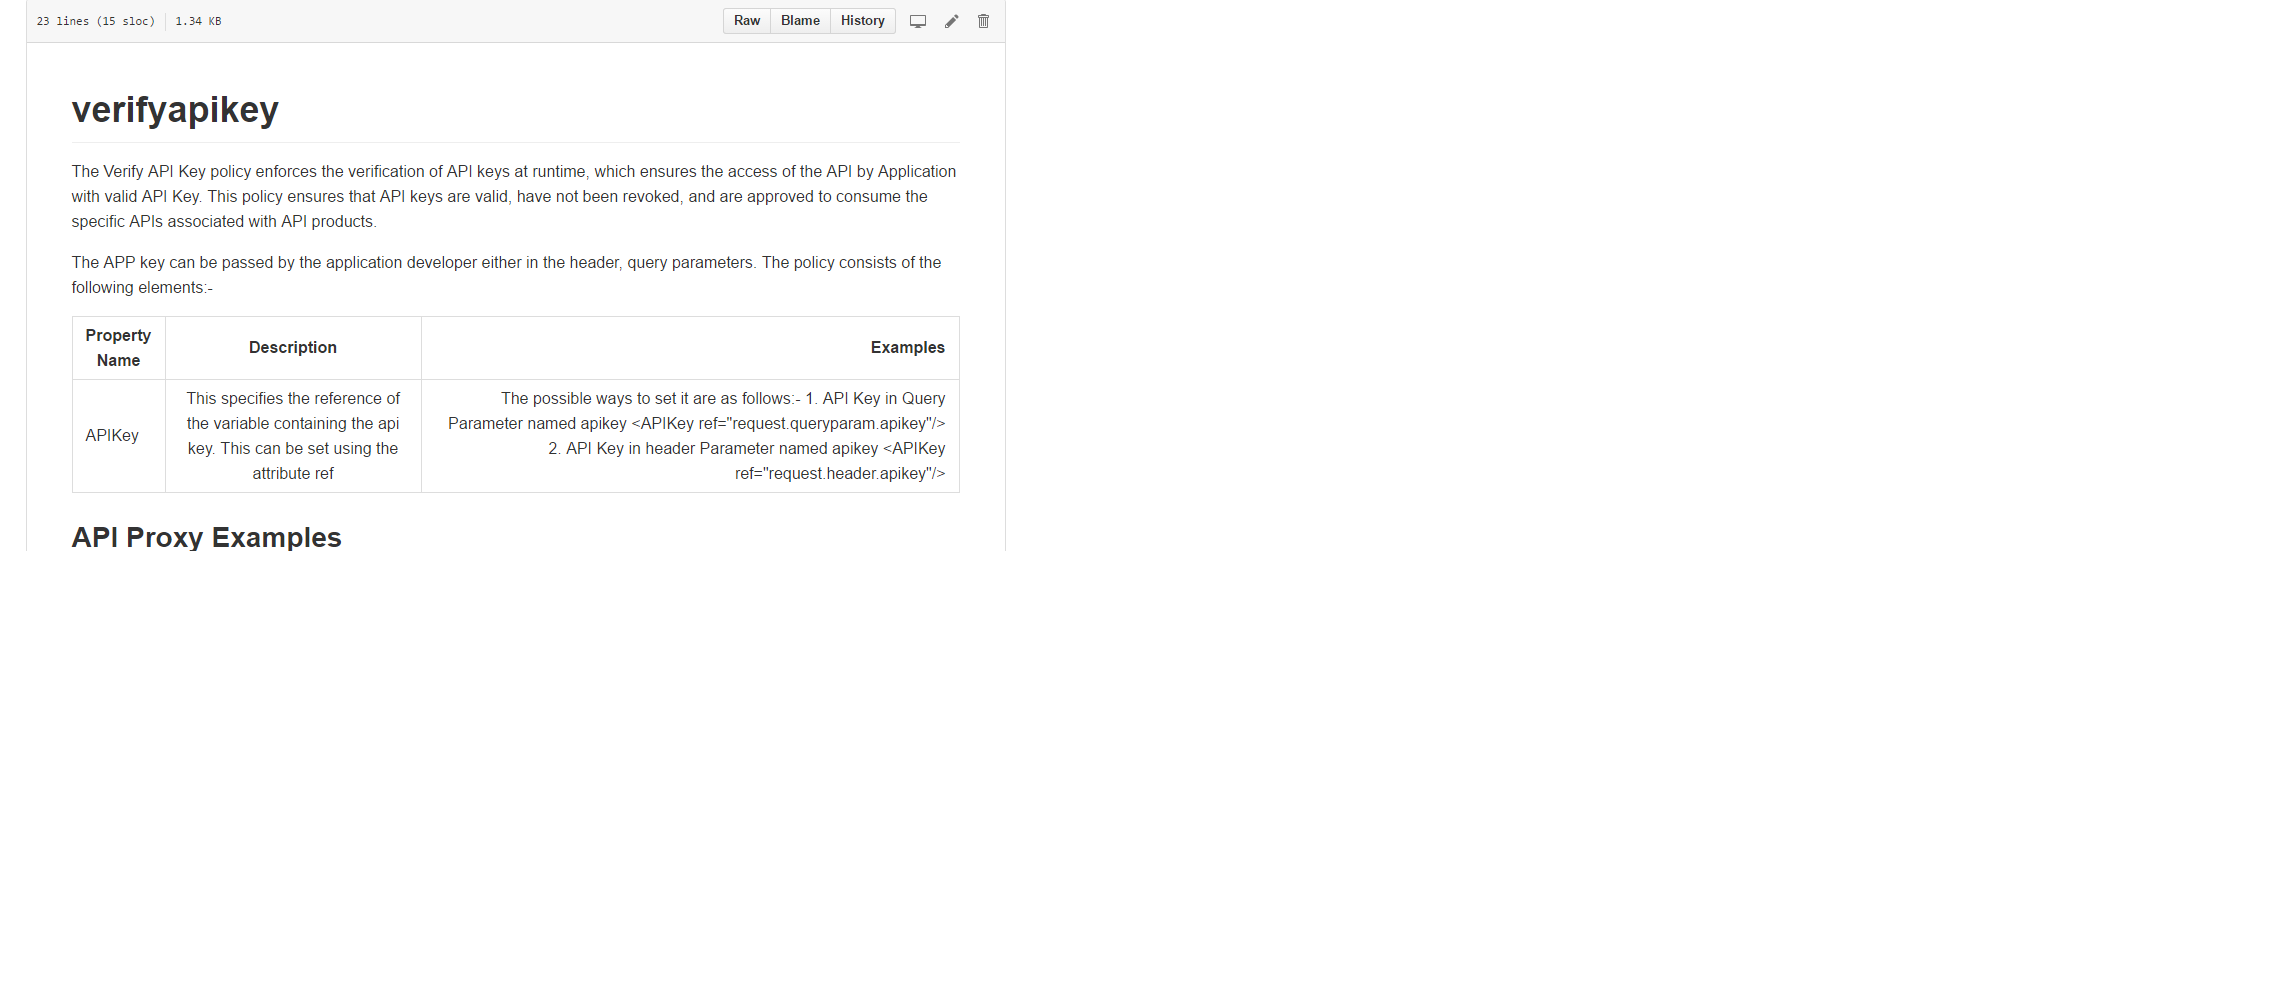 23 lines (15 sloc) 1.34 KB
Raw Blame History
verifyapikey
The Verify API Key policy enforces the verification of API keys at runtime, which ensures the access of the API by Application
with valid API Key. This policy ensures that API keys are valid, have not been revoked, and are approved to consume the
specific APIs associated with API products.
The APP key can be passed by the application developer either in the header, query parameters. The policy consists of the
following elements:-
Property
Name
Description
Examples
APIKey
This specifies the reference of
the variable containing the api
key. This can be set using the
attribute ref
The possible ways to set it are as follows:- 1. API Key in Query
Parameter named apikey <APIKey ref="request.queryparam.apikey"/>
2. API Key in header Parameter named apikey <APIKey
ref="request.header.apikey"/>
API Proxy Examples